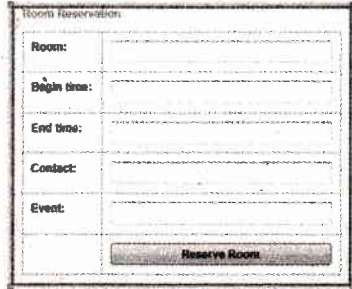 Room Reservation
Room:
Begin time:
End time:
Contact:
Event:
Reserve Room